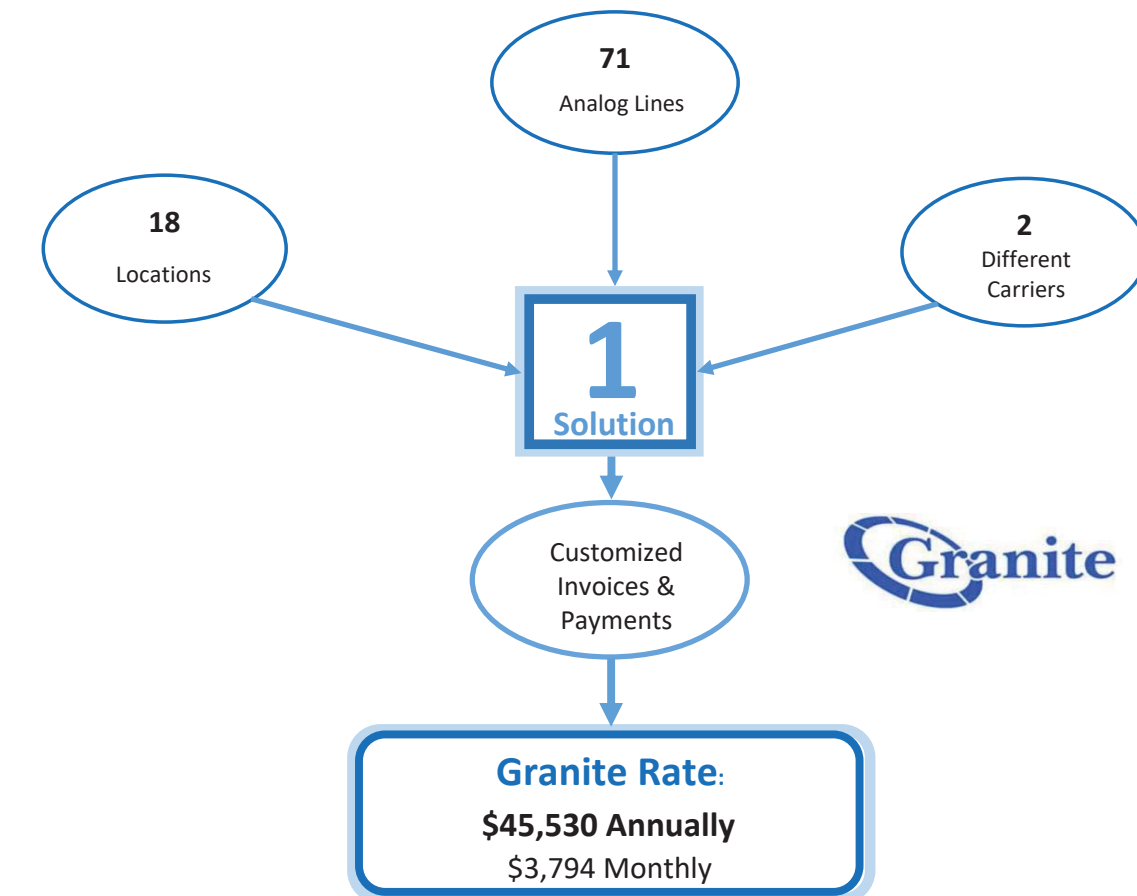 71
Analog Lines
18
Locations
2
Different
Carriers
1
Solution
Customized
Invoices &
Payments
Granite
Granite Rate:
$45,530 Annually
$3,794 Monthly